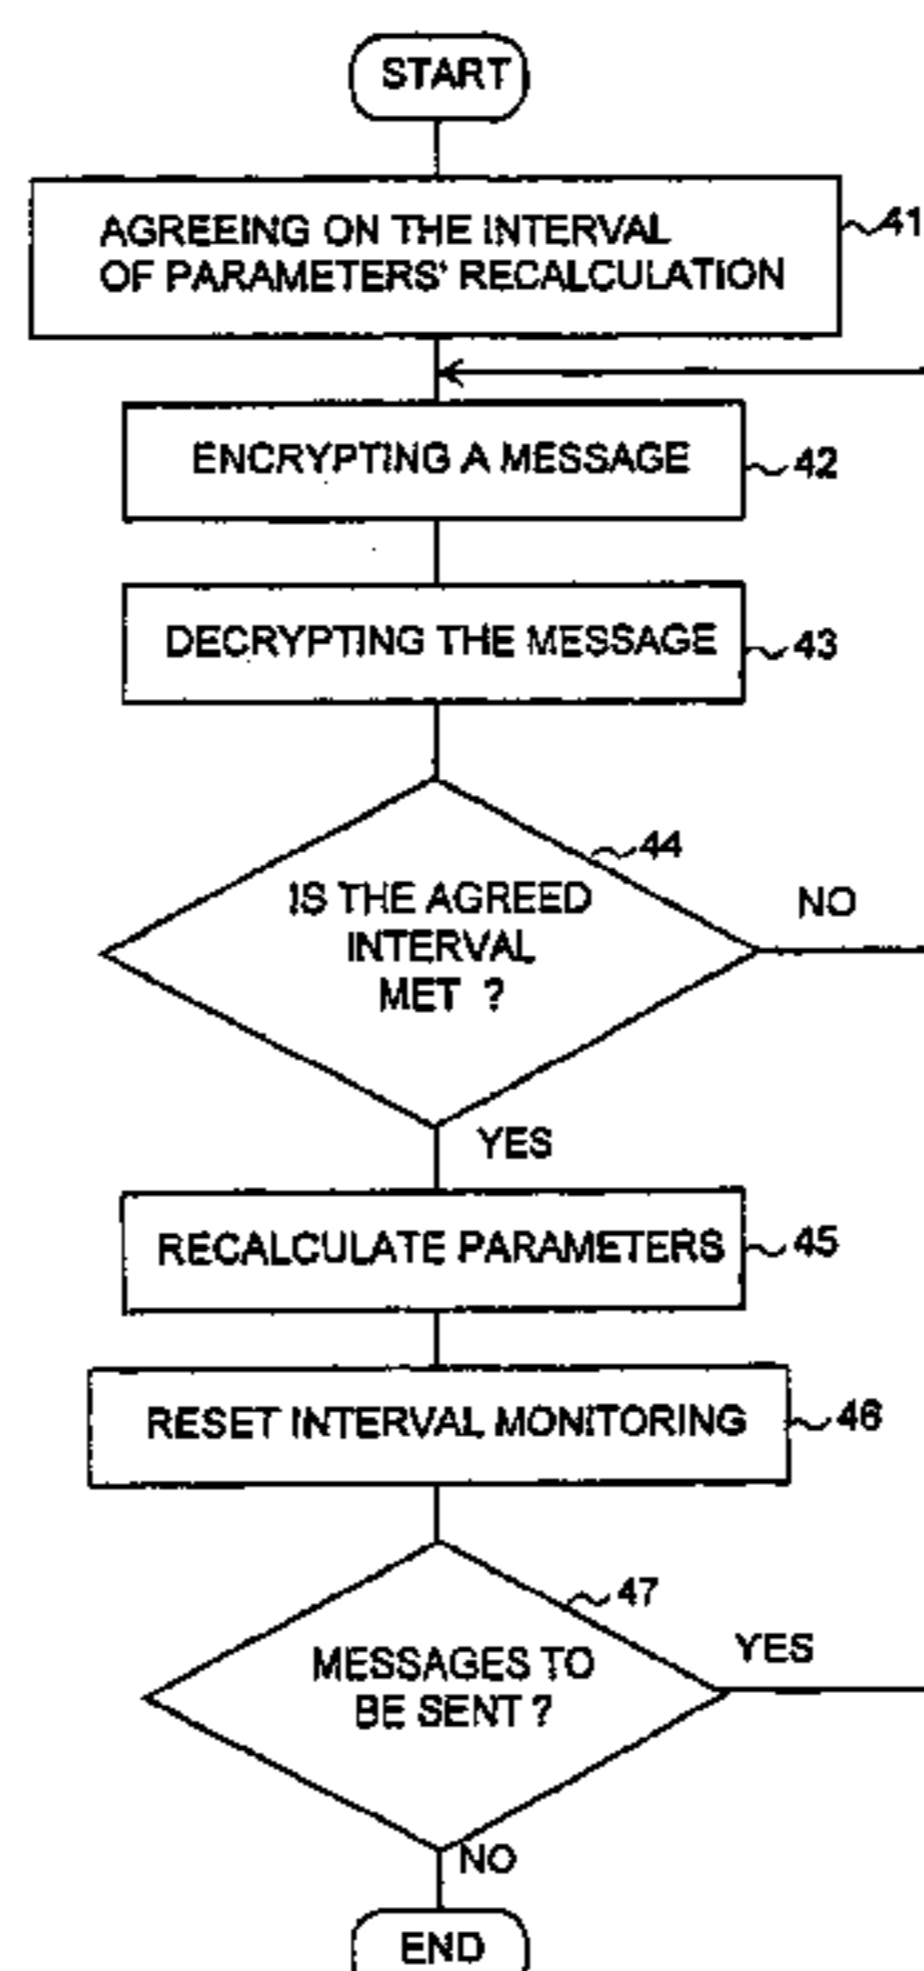 START
AGREEING ON THE INTERVAL
OF PARAMETERS' RECALCULATION
41
ENCRYPTING A MESSAGE
42
DECRYPTING THE MESSAGE
43
44
IS THE AGREED
INTERVAL
MET ?
NO
YES
RECALCULATE PARAMETERS
45
RESET INTERVAL MONITORING
46
47
MESSAGES TO
BE SENT ?
YES
NO
END